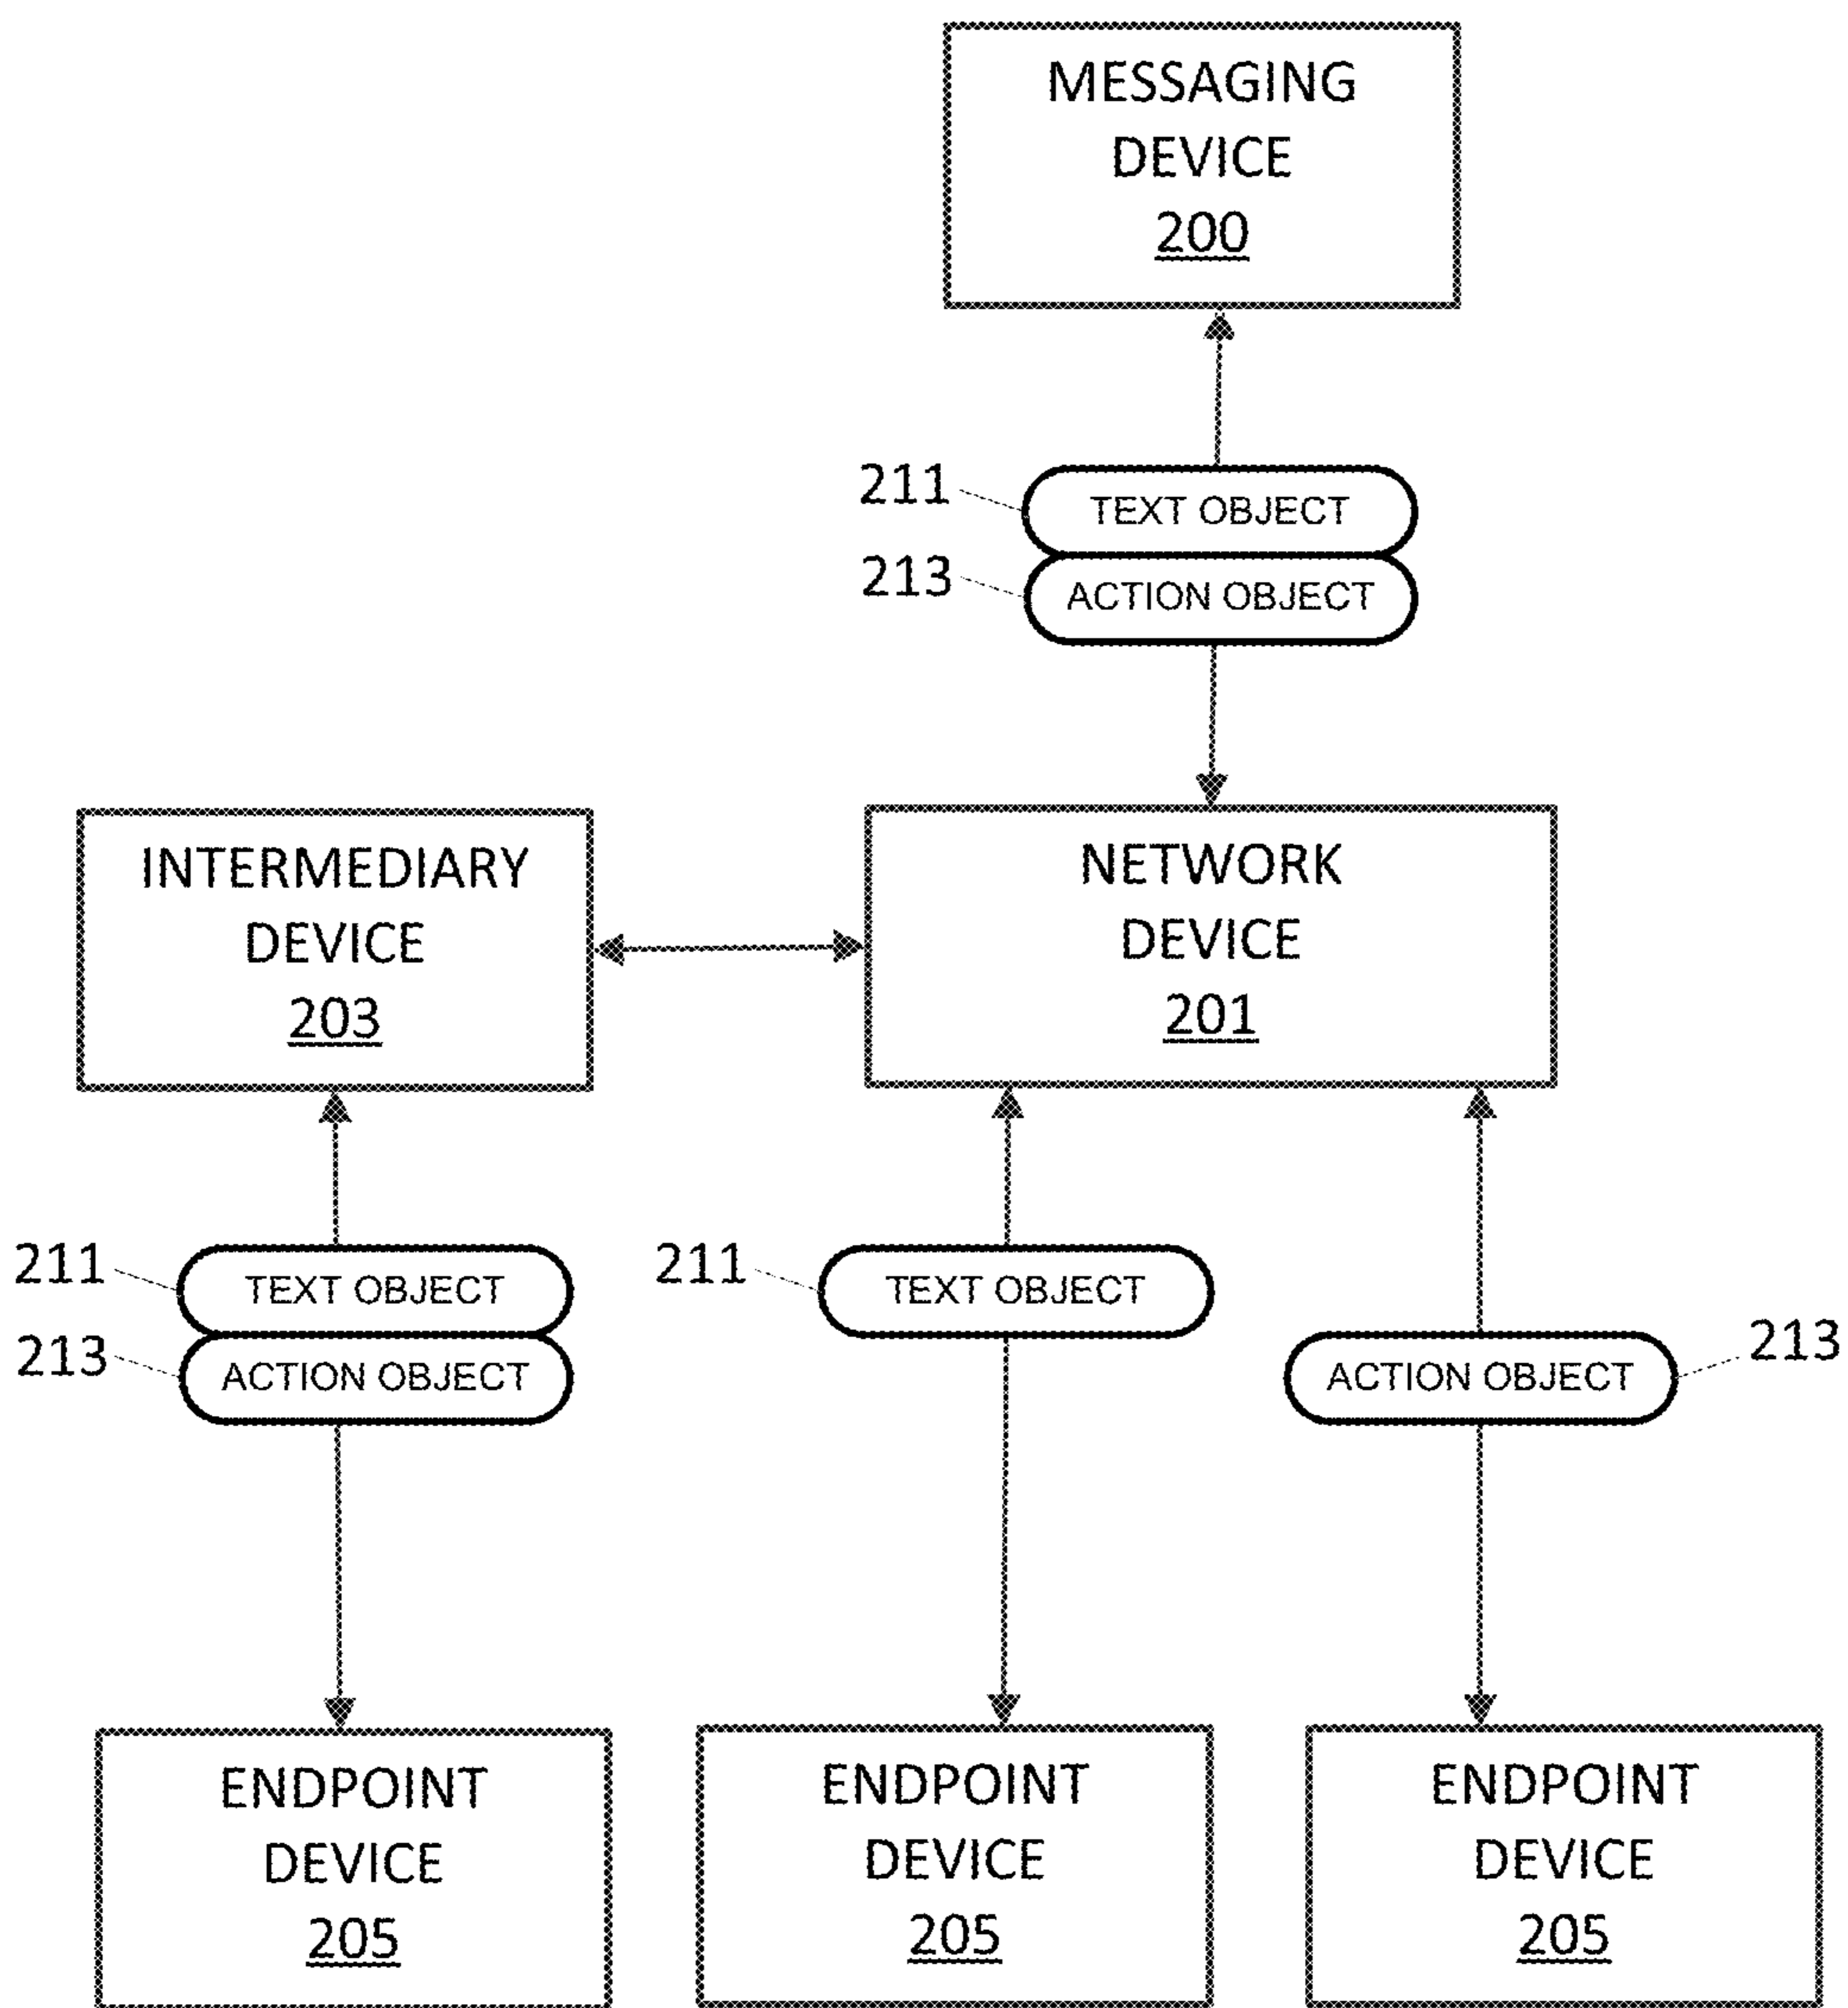 MESSAGING
DEVICE
200
211
TEXT OBJECT
213
ACTION OBJECT
INTERMEDIARY
DEVICE
203
NETWORK
DEVICE
201
211
TEXT OBJECT
213
ACTION OBJECT
211
TEXT OBJECT
ACTION OBJECT
213
ENDPOINT
DEVICE
205
ENDPOINT
DEVICE
205
ENDPOINT
DEVICE
205